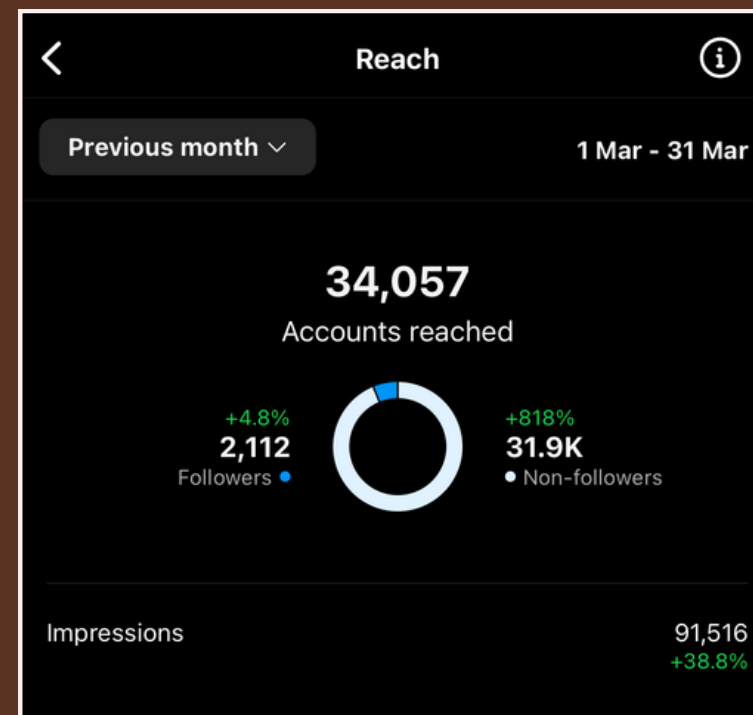 Reach
Previous month
1 Mar - 31 Mar
34,057
Accounts reached
+4.8%
2,112
Followers
+818%
31.9K
Non-followers
Impressions
91,516
+38.8%